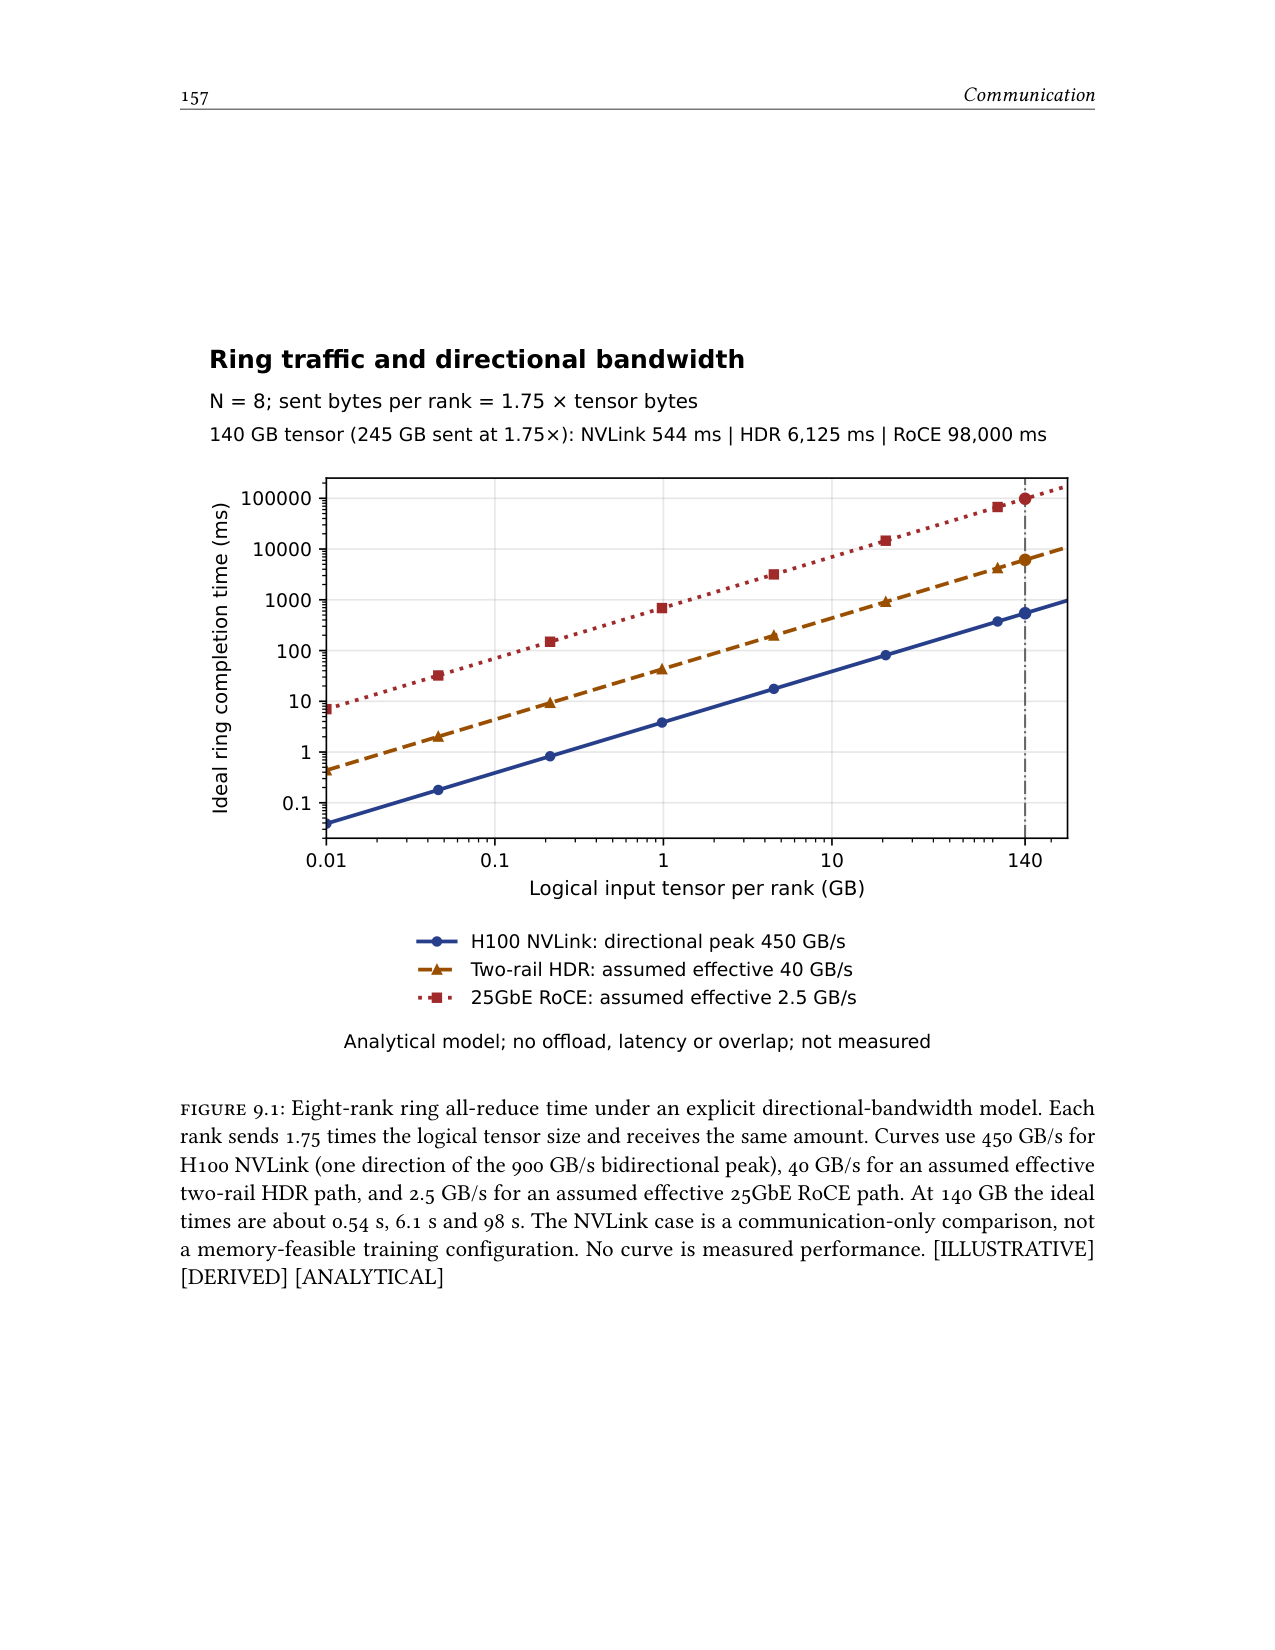 157 Communication
Ring traffic and directional bandwidth
N = 8; sent bytes per rank = 1.75 × tensor bytes
140 GB tensor (245 GB sent at 1.75×): NVLink 544 ms | HDR 6,125 ms | RoCE 98,000 ms
Ideal ring completion time (ms)
100000
10000
1000
100
10
1
0.1
0.01 0.1 1 10 140
Logical input tensor per rank (GB)
H100 NVLink: directional peak 450 GB/s
Two-rail HDR: assumed effective 40 GB/s
25GbE RoCE: assumed effective 2.5 GB/s
Analytical model; no offload, latency or overlap; not measured
FIGURE 9.1: Eight-rank ring all-reduce time under an explicit directional-bandwidth model. Each
rank sends 1.75 times the logical tensor size and receives the same amount. Curves use 450 GB/s for
H100 NVLink (one direction of the 900 GB/s bidirectional peak), 40 GB/s for an assumed effective
two-rail HDR path, and 2.5 GB/s for an assumed effective 25GbE RoCE path. At 140 GB the ideal
times are about 0.54 s, 6.1 s and 98 s. The NVLink case is a communication-only comparison, not
a memory-feasible training configuration. No curve is measured performance. [ILLUSTRATIVE]
[DERIVED] [ANALYTICAL]